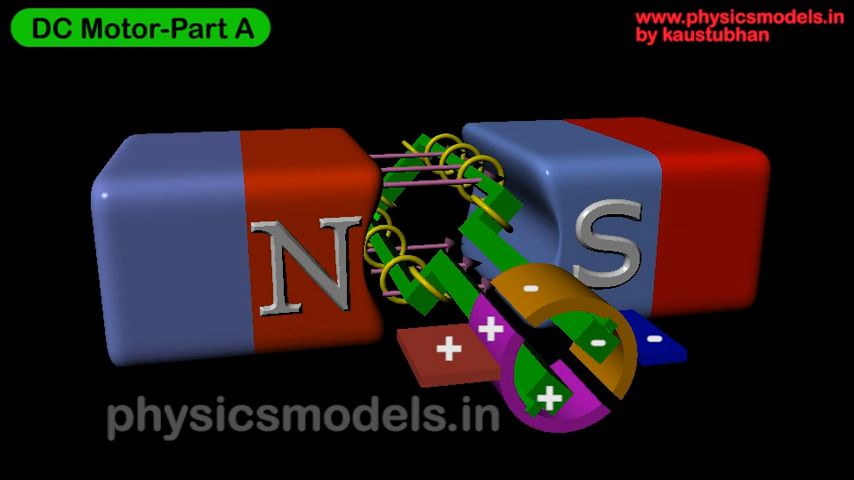 DC Motor-Part A
www.physicsmodels.in
by kaustubhan
N
S
-
+
-
-
+
+
physicsmodels.in